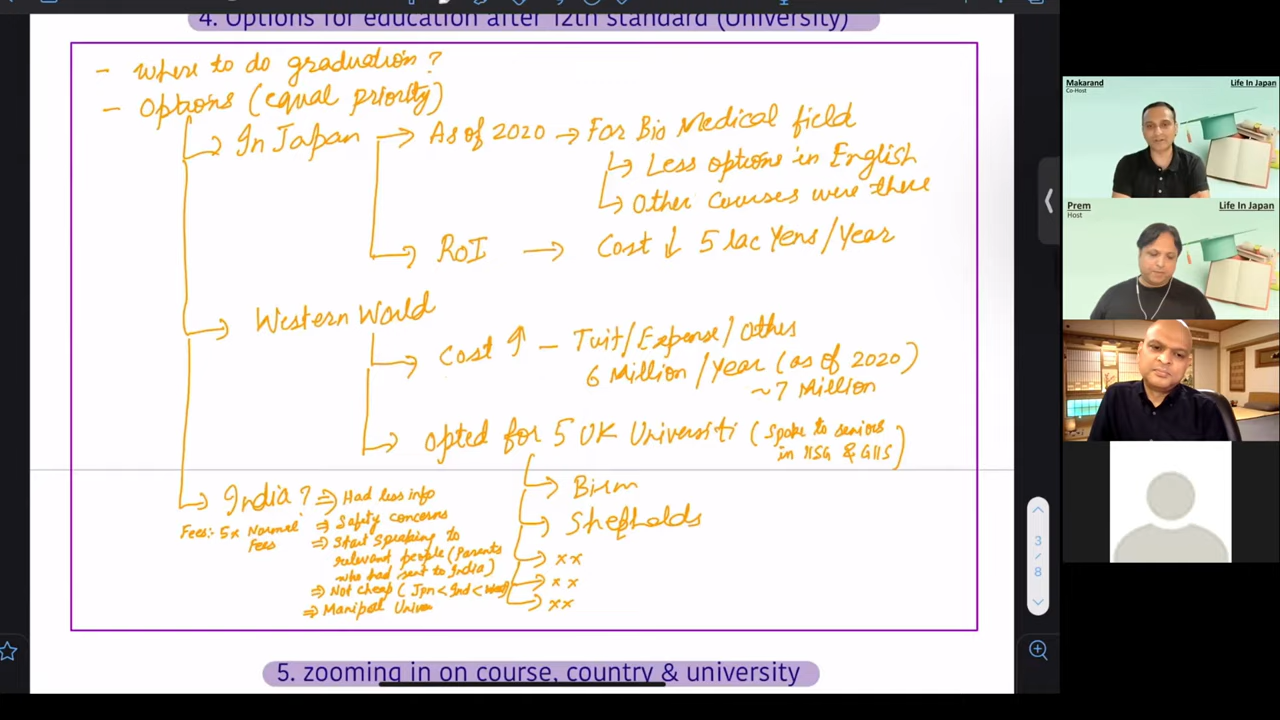 4. Options for education after 12th standard (University)
- Where to do graduation?
- Options (equal priority)
In Japan → As of 2020 → For Bio Medical field
Less options in English
Other courses were there
ROI → Cost ↓ 5 lac Yens/Year
Western World
Cost ↑ - Tuit/Expense/Others
6 Million/Year (as of 2020)
~7 Million
Opted for 5 UK Universiti (Spoke to seniors
in IISG & GIIS)
Birm
Shefholds
xx
xx
xx
India? ⇒ Had less info
Fees:- 5x Normal
Fees
⇒ Safety concerns
⇒ Start speaking to
relevant people (Parents
who had sent to India)
⇒ Not cheap (Jpn < Ind <
⇒ Manipal Univer
5. zooming in on course, country & university
3
/
8
Makarand
Co-Host
Life In Japan
Prem
Host
Life In Japan